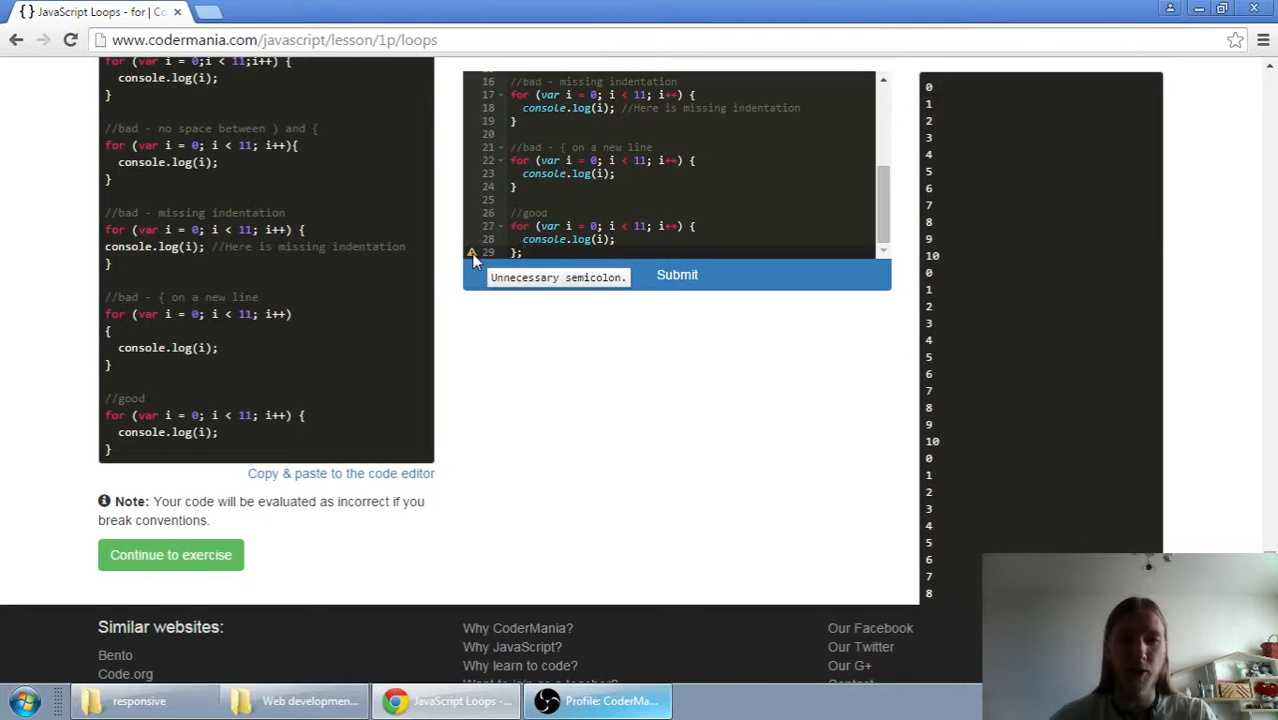 {} JavaScript Loops - for | Co
www.codermania.com/javascript/lesson/1p/loops
for (var i = 0;i < 11;i++) {
console.log(i);
}
//bad - no space between ) and {
for (var i = 0; i < 11; i++){
console.log(i);
}
//bad - missing indentation
for (var i = 0; i < 11; i++) {
console.log(i); //Here is missing indentation
}
//bad - { on a new line
for (var i = 0; i < 11; i++)
{
console.log(i);
}
//good
for (var i = 0; i < 11; i++) {
console.log(i);
}
Copy & paste to the code editor
Note: Your code will be evaluated as incorrect if you
break conventions.
Continue to exercise
16 //bad - missing indentation
17 for (var i = 0; i < 11; i++) {
18 console.log(i); //Here is missing indentation
19 }
20
21 //bad - { on a new line
22 for (var i = 0; i < 11; i++) {
23 console.log(i);
24 }
25
26 //good
27 for (var i = 0; i < 11; i++) {
28 console.log(i);
29 };
Unnecessary semicolon.
Submit
0
1
2
3
4
5
6
7
8
9
10
0
1
2
3
4
5
6
7
8
9
10
0
1
2
3
4
5
6
7
8
Similar websites:
Bento
Code.org
Why CoderMania?
Why JavaScript?
Why learn to code?
Our Facebook
Our Twitter
Our G+
responsive
Web developmen...
JavaScript Loops -...
Profile: CoderMa...